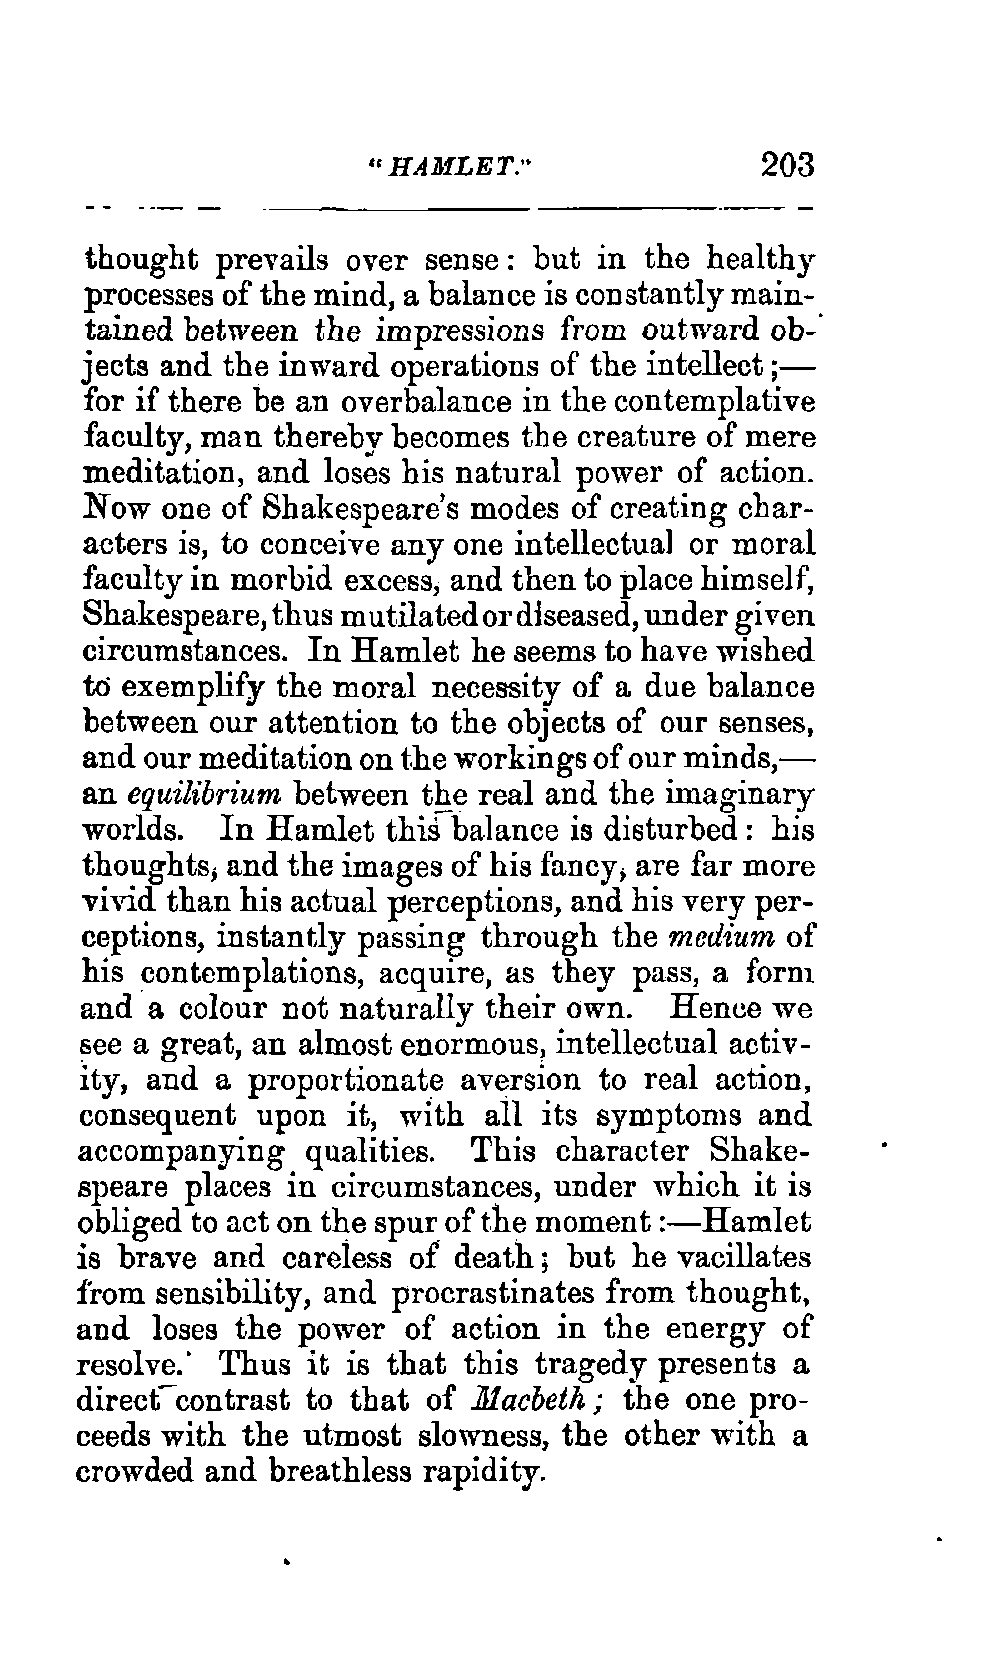 "HAMLET." 203
thought prevails over sense: but in the healthy
processes of the mind, a balance is constantly main-
tained between the impressions from outward ob-
jects and the inward operations of the intellect;—
for if there be an overbalance in the contemplative
faculty, man thereby becomes the creature of mere
meditation, and loses his natural power of action.
Now one of Shakespeare's modes of creating char-
acters is, to conceive any one intellectual or moral
faculty in morbid excess, and then to place himself,
Shakespeare, thus mutilated or diseased, under given
circumstances. In Hamlet he seems to have wished
to exemplify the moral necessity of a due balance
between our attention to the objects of our senses,
and our meditation on the workings of our minds,—
an equilibrium between the real and the imaginary
worlds. In Hamlet this balance is disturbed: his
thoughts, and the images of his fancy, are far more
vivid than his actual perceptions, and his very per-
ceptions, instantly passing through the medium of
his contemplations, acquire, as they pass, a form
and a colour not naturally their own. Hence we
see a great, an almost enormous, intellectual activ-
ity, and a proportionate aversion to real action,
consequent upon it, with all its symptoms and
accompanying qualities. This character Shake-
speare places in circumstances, under which it is
obliged to act on the spur of the moment:—Hamlet
is brave and careless of death; but he vacillates
from sensibility, and procrastinates from thought,
and loses the power of action in the energy of
resolve. Thus it is that this tragedy presents a
direct contrast to that of Macbeth; the one pro-
ceeds with the utmost slowness, the other with a
crowded and breathless rapidity.